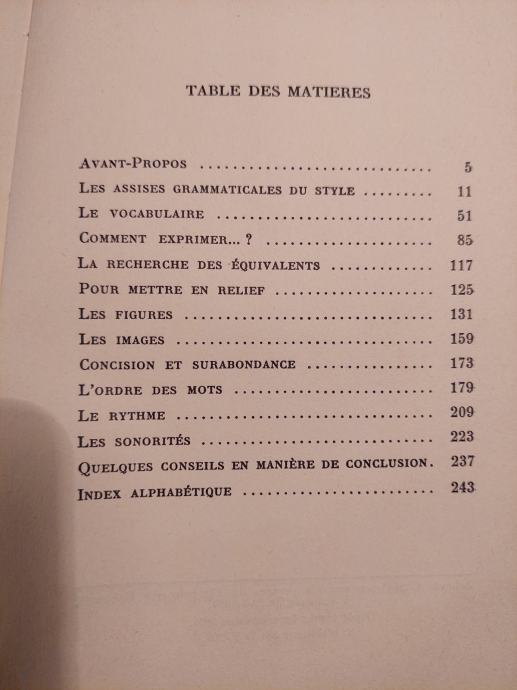 TABLE DES MATIERES
AVANT-PROPOS ............................. 5
LES ASSISES GRAMMATICALES DU STYLE ......... 11
LE VOCABULAIRE ........................... 51
COMMENT EXPRIMER... ? ..................... 85
LA RECHERCHE DES ÉQUIVALENTS ............. 117
POUR METTRE EN RELIEF .................... 125
LES FIGURES ............................... 131
LES IMAGES ................................ 159
CONCISION ET SURABONDANCE ................ 173
L'ORDRE DES MOTS ......................... 179
LE RYTHME ................................ 209
LES SONORITÉS ............................. 223
QUELQUES CONSEILS EN MANIÈRE DE CONCLUSION. 237
INDEX ALPHABÉTIQUE ........................ 243